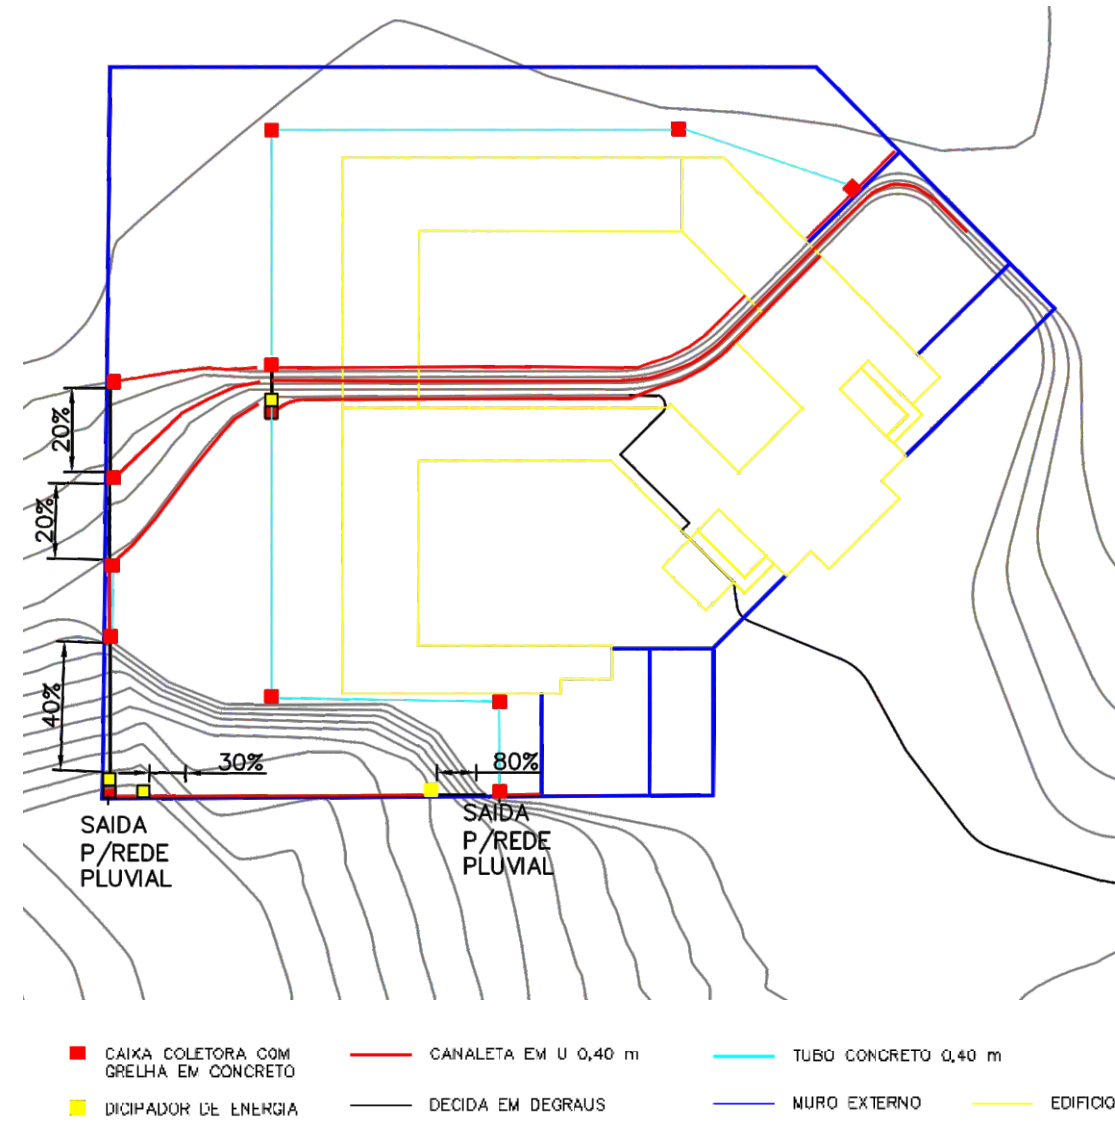 20%
20%
40%
30%
80%
SAIDA
P/REDE
PLUVIAL
SAIDA
P/REDE
PLUVIAL
CAIXA COLETORA COM
GRELHA EM CONCRETO
CANALETA EM U 0,40 m
TUBO CONCRETO 0,40 m
DICIPADOR DE ENERGIA
DECIDA EM DEGRAUS
MURO EXTERNO
EDIFICIO